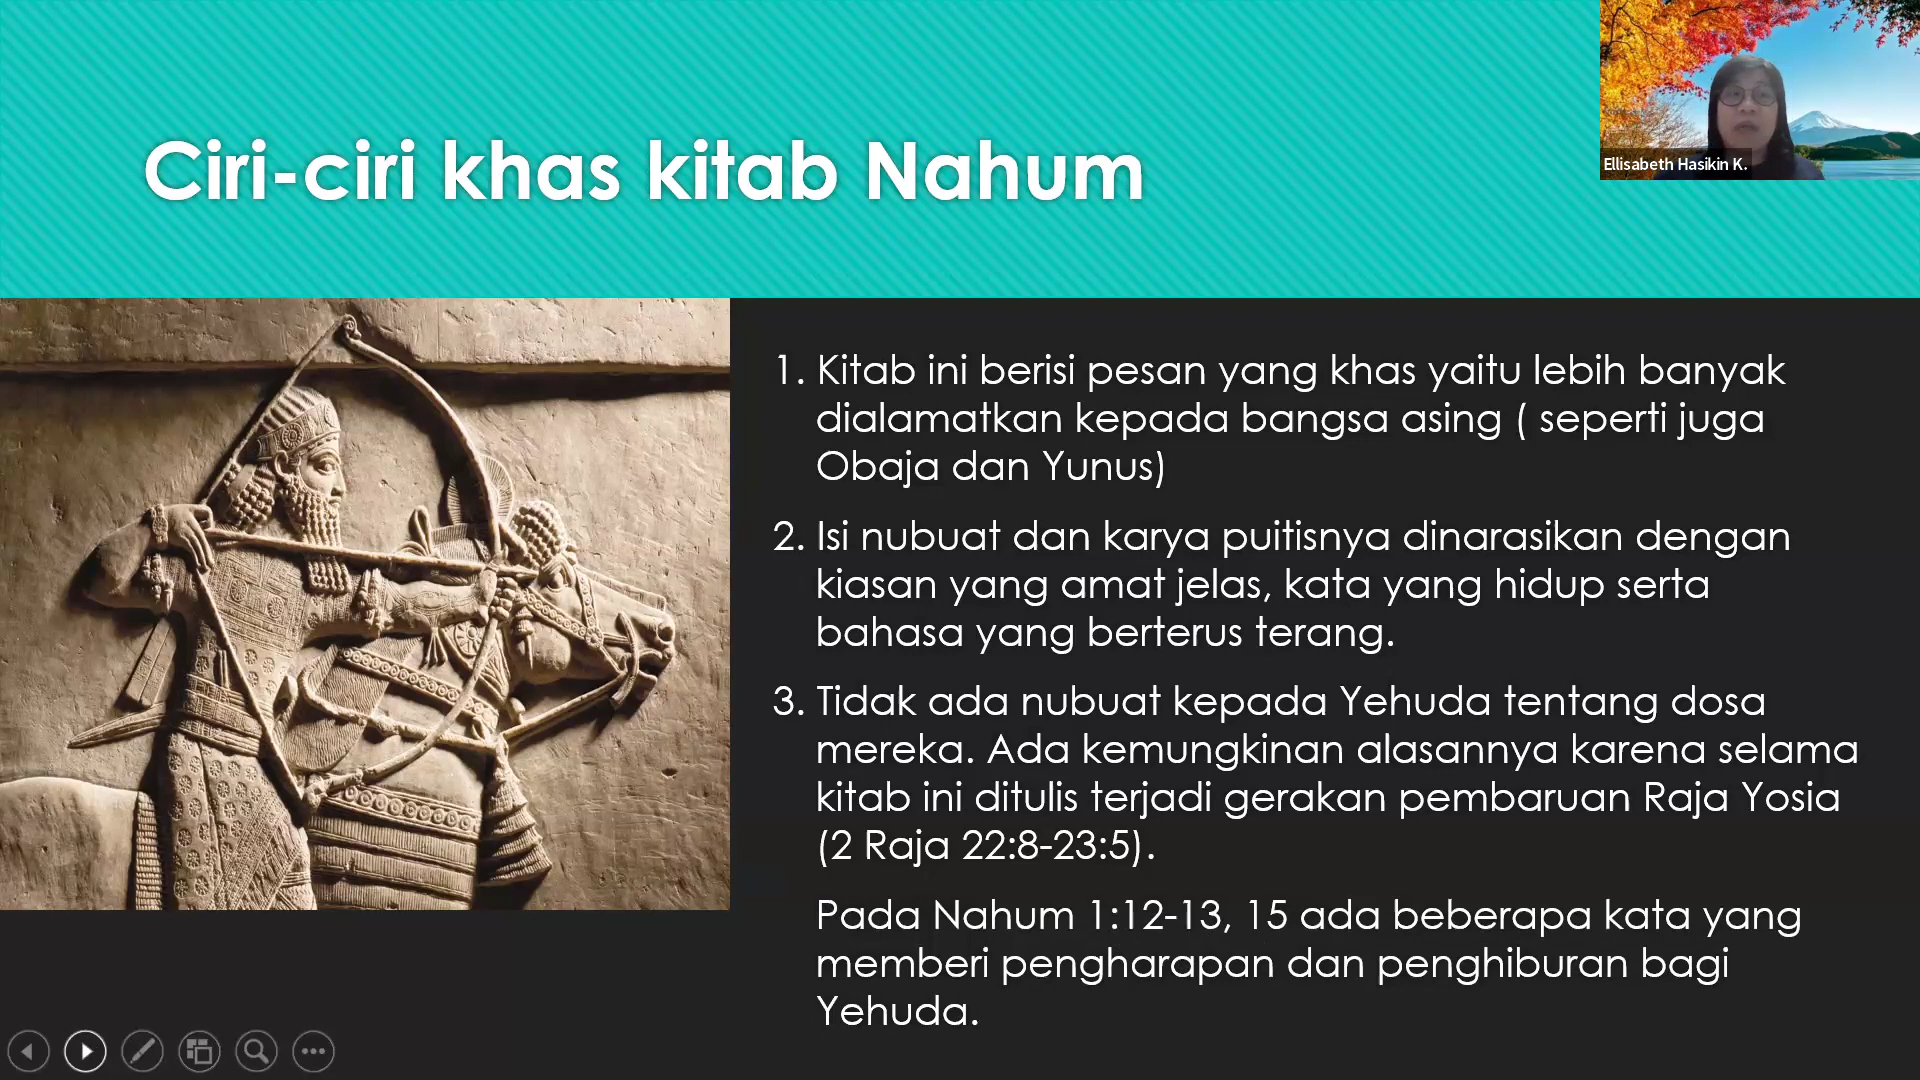 Ciri-ciri khas kitab Nahum
Ellisabeth Hasikin K.
1. Kitab ini berisi pesan yang khas yaitu lebih banyak
dialamatkan kepada bangsa asing ( seperti juga
Obaja dan Yunus)
2. Isi nubuat dan karya puitisnya dinarasikan dengan
kiasan yang amat jelas, kata yang hidup serta
bahasa yang berterus terang.
3. Tidak ada nubuat kepada Yehuda tentang dosa
mereka. Ada kemungkinan alasannya karena selama
kitab ini ditulis terjadi gerakan pembaruan Raja Yosia
(2 Raja 22:8-23:5).
Pada Nahum 1:12-13, 15 ada beberapa kata yang
memberi pengharapan dan penghiburan bagi
Yehuda.